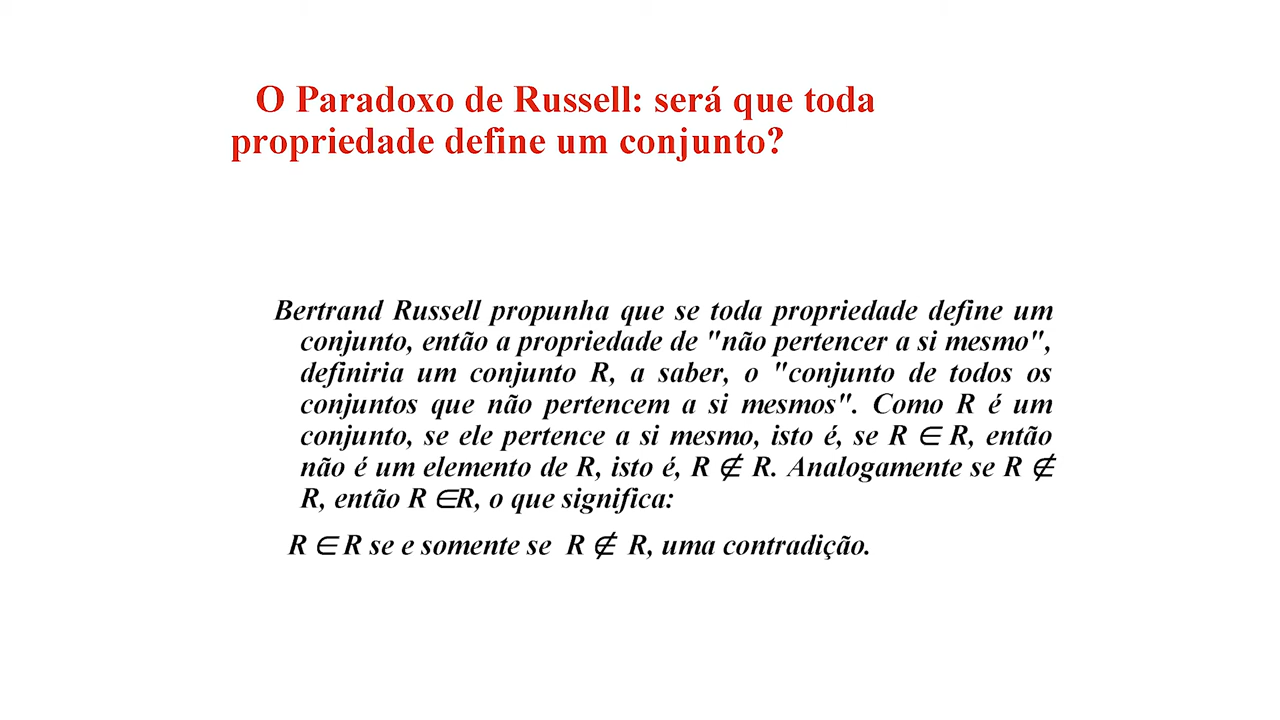 O Paradoxo de Russell: será que toda
propriedade define um conjunto?
Bertrand Russell propunha que se toda propriedade define um
conjunto, então a propriedade de "não pertencer a si mesmo",
definiria um conjunto R, a saber, o "conjunto de todos os
conjuntos que não pertencem a si mesmos". Como R é um
conjunto, se ele pertence a si mesmo, isto é, se R ∈ R, então
não é um elemento de R, isto é, R ∉ R. Analogamente se R ∉
R, então R ∈R, o que significa:
R ∈ R se e somente se R ∉ R, uma contradição.